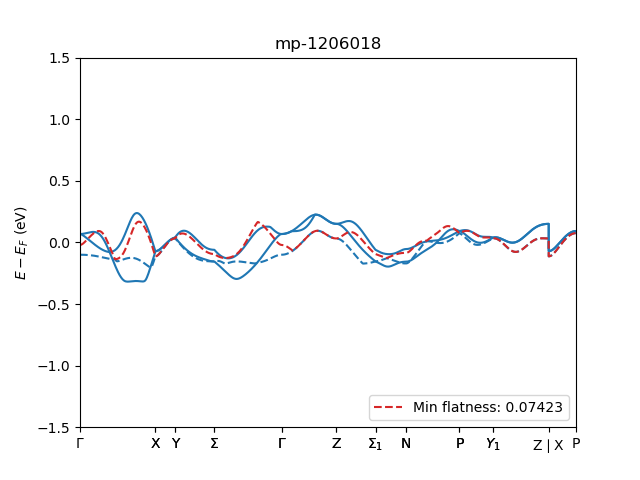 mp-1206018
1.5
1.0
0.5
0.0
−0.5
−1.0
−1.5
E − E_F (eV)
Min flatness: 0.07423
Γ X Y Σ Γ Z Σ₁ N P Y₁ Z | X P